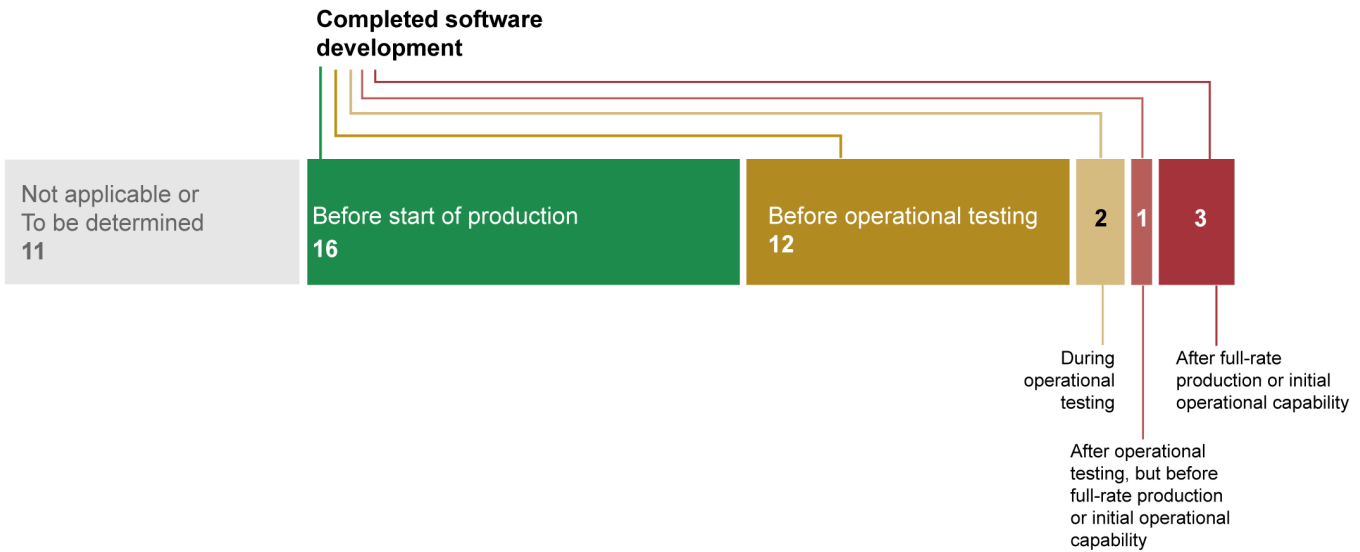 Completed software
development
Not applicable or
To be determined
11
Before start of production
16
Before operational testing
12
2
1
3
During
operational
testing
After full-rate
production or initial
operational capability
After operational
testing, but before
full-rate production
or initial operational
capability